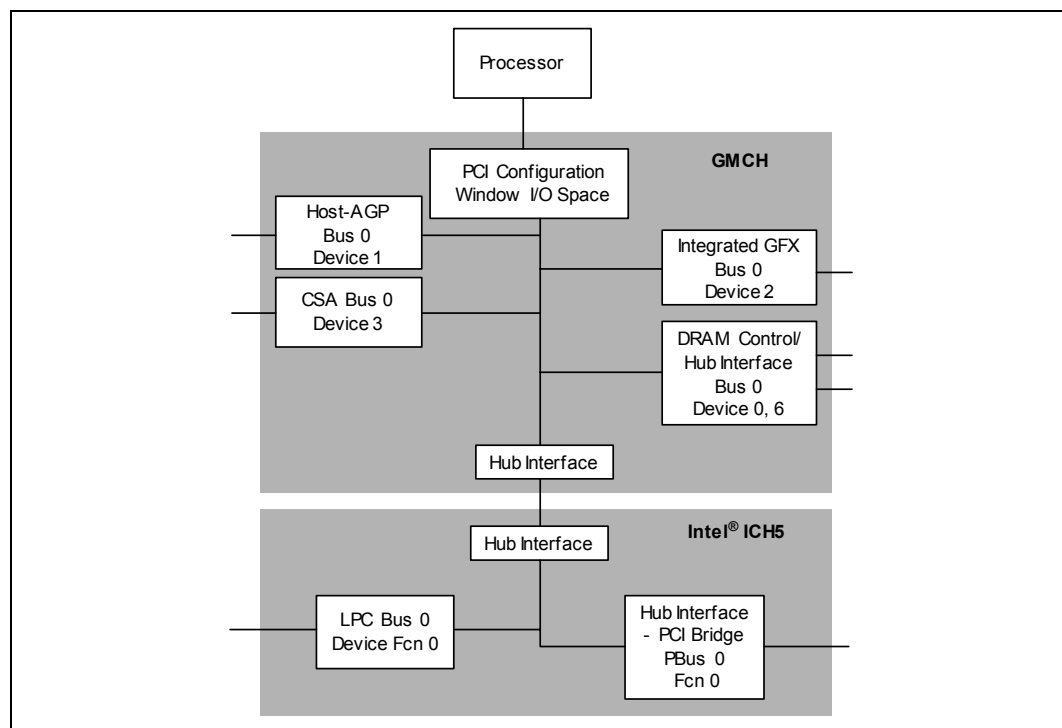 Processor
GMCH
PCI Configuration
Window I/O Space
Host-AGP
Bus 0
Device 1
Integrated GFX
Bus 0
Device 2
CSA Bus 0
Device 3
DRAM Control/
Hub Interface
Bus 0
Device 0, 6
Hub Interface
Hub Interface
Intel® ICH5
LPC Bus 0
Device Fcn 0
Hub Interface
- PCI Bridge
PBus 0
Fcn 0